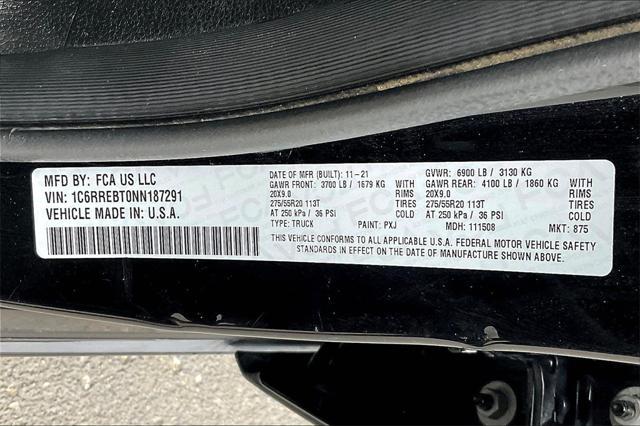 MFD BY: FCA US LLC
VIN: 1C6RREBT0NN187291
VEHICLE MADE IN: U.S.A.
DATE OF MFR (BUILT): 11-21
GAWR FRONT: 3700 LB / 1679 KG
20X9.0 RIMS
275/55R20 113T TIRES
AT 250 kPa / 36 PSI
TYPE: TRUCK PAINT: PXJ
GVWR: 6900 LB / 3130 KG
WITH GAWR REAR: 4100 LB / 1860 KG WITH
RIMS 20X9.0 RIMS
TIRES 275/55R20 113T TIRES
AT 250 kPa / 36 PSI COLD
MDH: 111508 MKT: 875
THIS VEHICLE CONFORMS TO ALL APPLICABLE U.S.A. FEDERAL MOTOR VEHICLE SAFETY
STANDARDS IN EFFECT ON THE DATE OF MANUFACTURE SHOWN ABOVE.